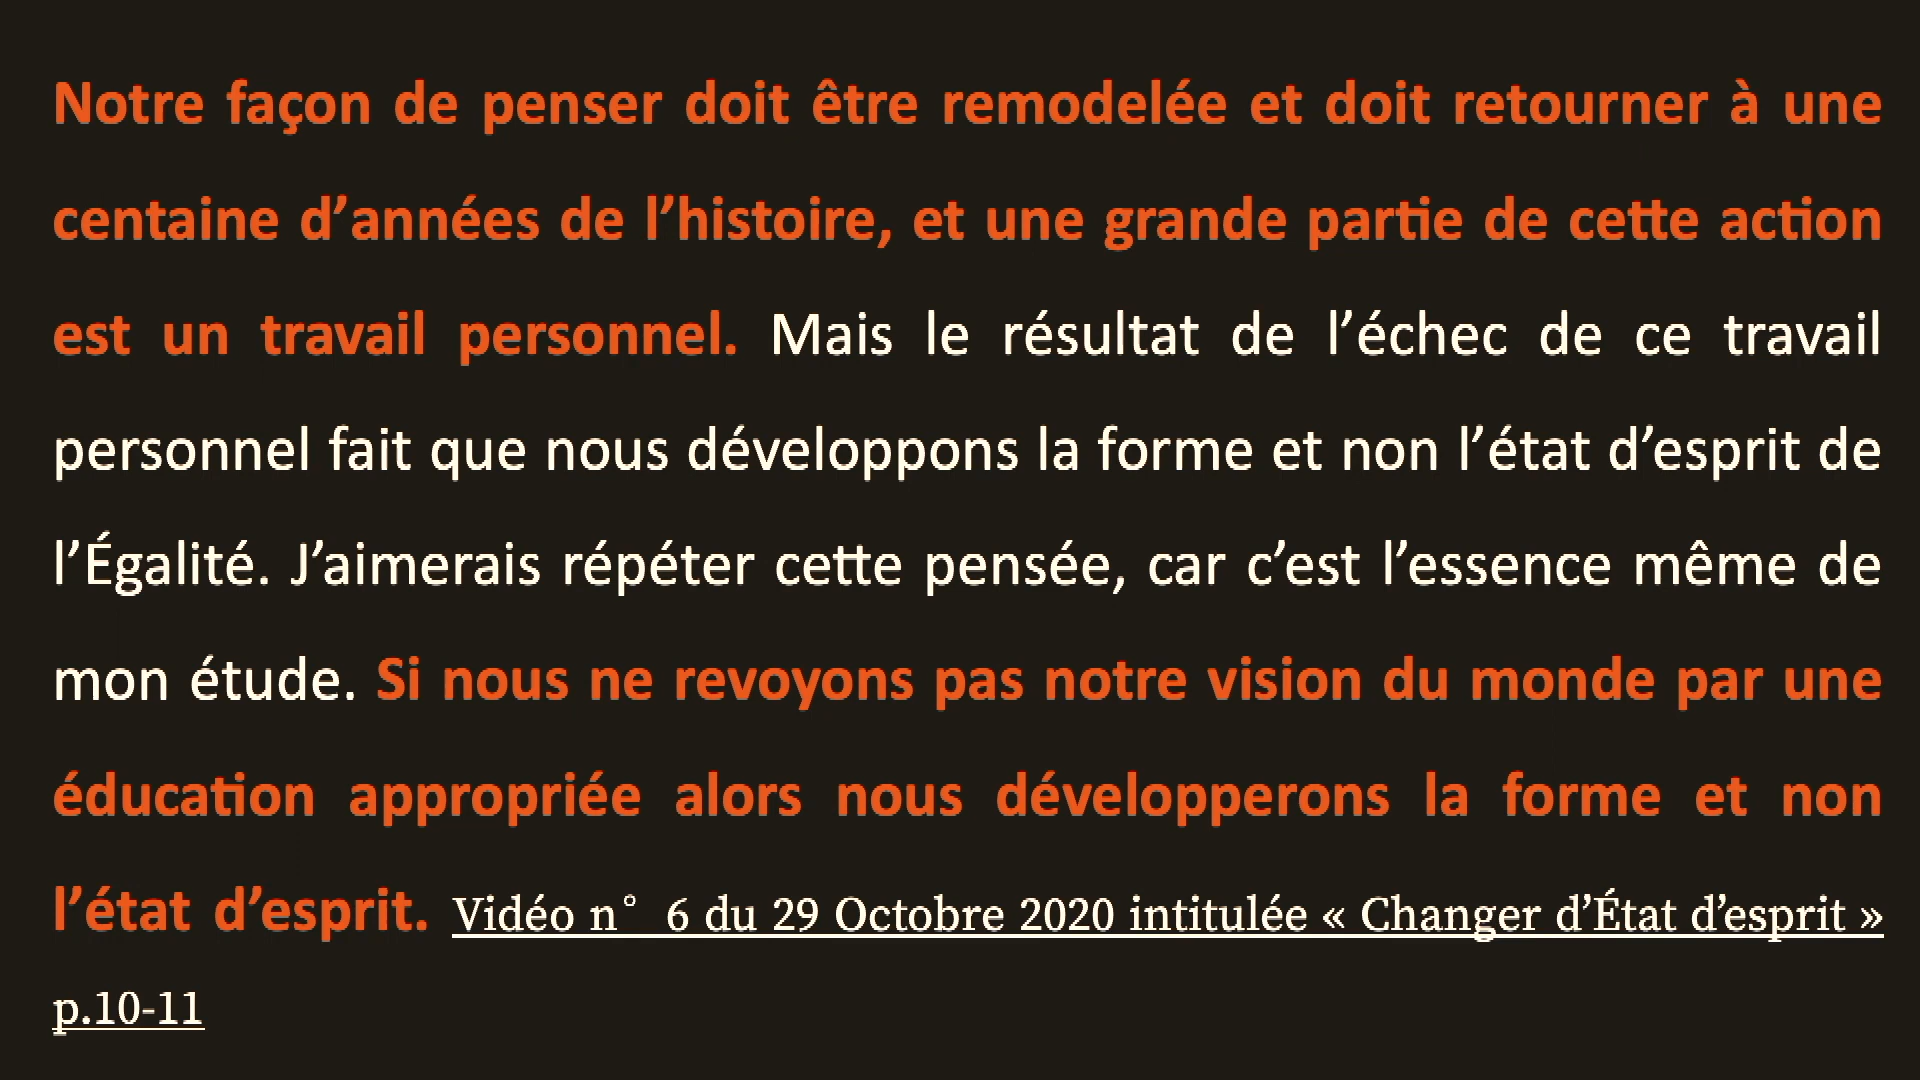 Notre façon de penser doit être remodelée et doit retourner à une
centaine d’années de l’histoire, et une grande partie de cette action
est un travail personnel. Mais le résultat de l’échec de ce travail
personnel fait que nous développons la forme et non l’état d’esprit de
l’Égalité. J’aimerais répéter cette pensée, car c’est l’essence même de
mon étude. Si nous ne revoyons pas notre vision du monde par une
éducation appropriée alors nous développerons la forme et non
l’état d’esprit. Vidéo n° 6 du 29 Octobre 2020 intitulée « Changer d’État d’esprit »
p.10-11